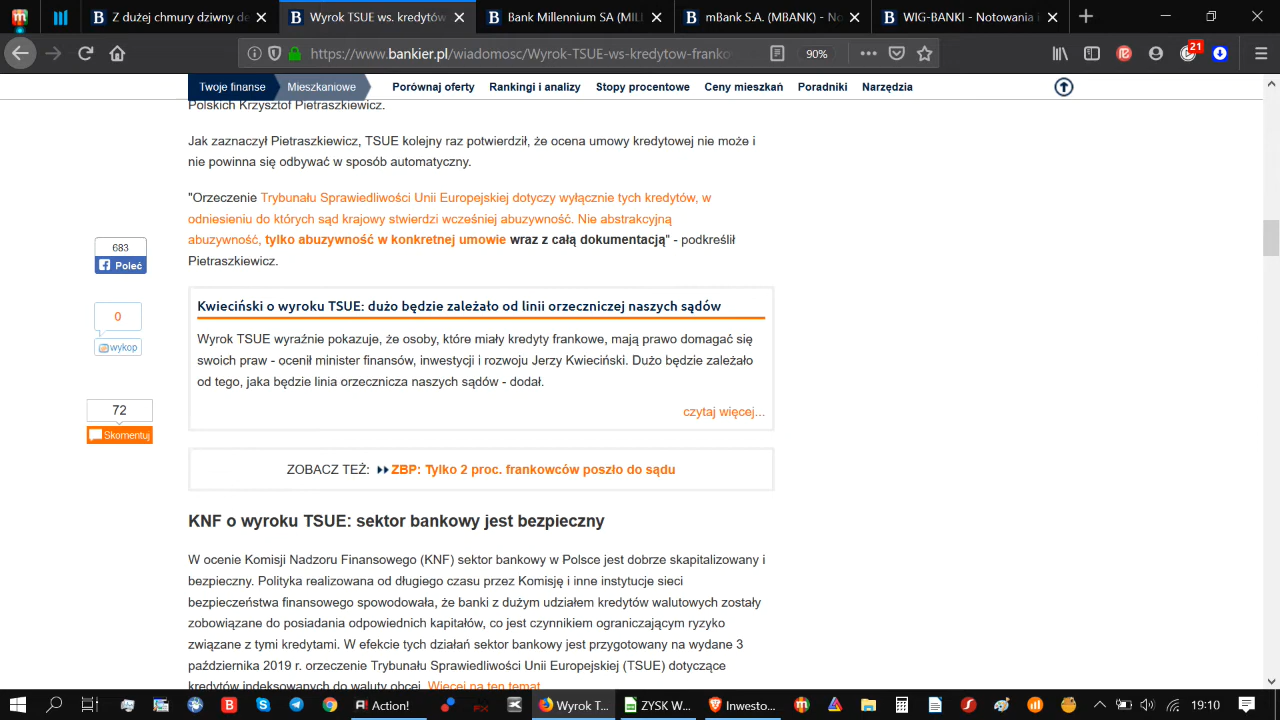 Z dużej chmury dziwny de
Wyrok TSUE ws. kredytów
Bank Millennium SA (MILL
mBank S.A. (MBANK) - No
WIG-BANKI - Notowania i
https://www.bankier.pl/wiadomosc/Wyrok-TSUE-ws-kredytow-franko
90%
21
Twoje finanse
Mieszkaniowe
Porównaj oferty
Rankingi i analizy
Stopy procentowe
Ceny mieszkań
Poradniki
Narzędzia
Polskich Krzysztof Pietraszkiewicz.
Jak zaznaczył Pietraszkiewicz, TSUE kolejny raz potwierdził, że ocena umowy kredytowej nie może i
nie powinna się odbywać w sposób automatyczny.
"Orzeczenie Trybunału Sprawiedliwości Unii Europejskiej dotyczy wyłącznie tych kredytów, w
odniesieniu do których sąd krajowy stwierdzi wcześniej abuzywność. Nie abstrakcyjną
abuzywność, tylko abuzywność w konkretnej umowie wraz z całą dokumentacją" - podkreślił
Pietraszkiewicz.
683
Poleć
0
wykop
72
Skomentuj
Kwieciński o wyroku TSUE: dużo będzie zależało od linii orzeczniczej naszych sądów
Wyrok TSUE wyraźnie pokazuje, że osoby, które miały kredyty frankowe, mają prawo domagać się
swoich praw - ocenił minister finansów, inwestycji i rozwoju Jerzy Kwieciński. Dużo będzie zależało
od tego, jaka będzie linia orzecznicza naszych sądów - dodał.
czytaj więcej...
ZOBACZ TEŻ: ZBP: Tylko 2 proc. frankowców poszło do sądu
KNF o wyroku TSUE: sektor bankowy jest bezpieczny
W ocenie Komisji Nadzoru Finansowego (KNF) sektor bankowy w Polsce jest dobrze skapitalizowany i
bezpieczny. Polityka realizowana od długiego czasu przez Komisję i inne instytucje sieci
bezpieczeństwa finansowego spowodowała, że banki z dużym udziałem kredytów walutowych zostały
zobowiązane do posiadania odpowiednich kapitałów, co jest czynnikiem ograniczającym ryzyko
związane z tymi kredytami. W efekcie tych działań sektor bankowy jest przygotowany na wydane 3
października 2019 r. orzeczenie Trybunału Sprawiedliwości Unii Europejskiej (TSUE) dotyczące
kredytów indeksowanych do waluty obcej. Więcej na ten temat
Action!
Wyrok T...
ZYSK W...
Inwesto...
19:10